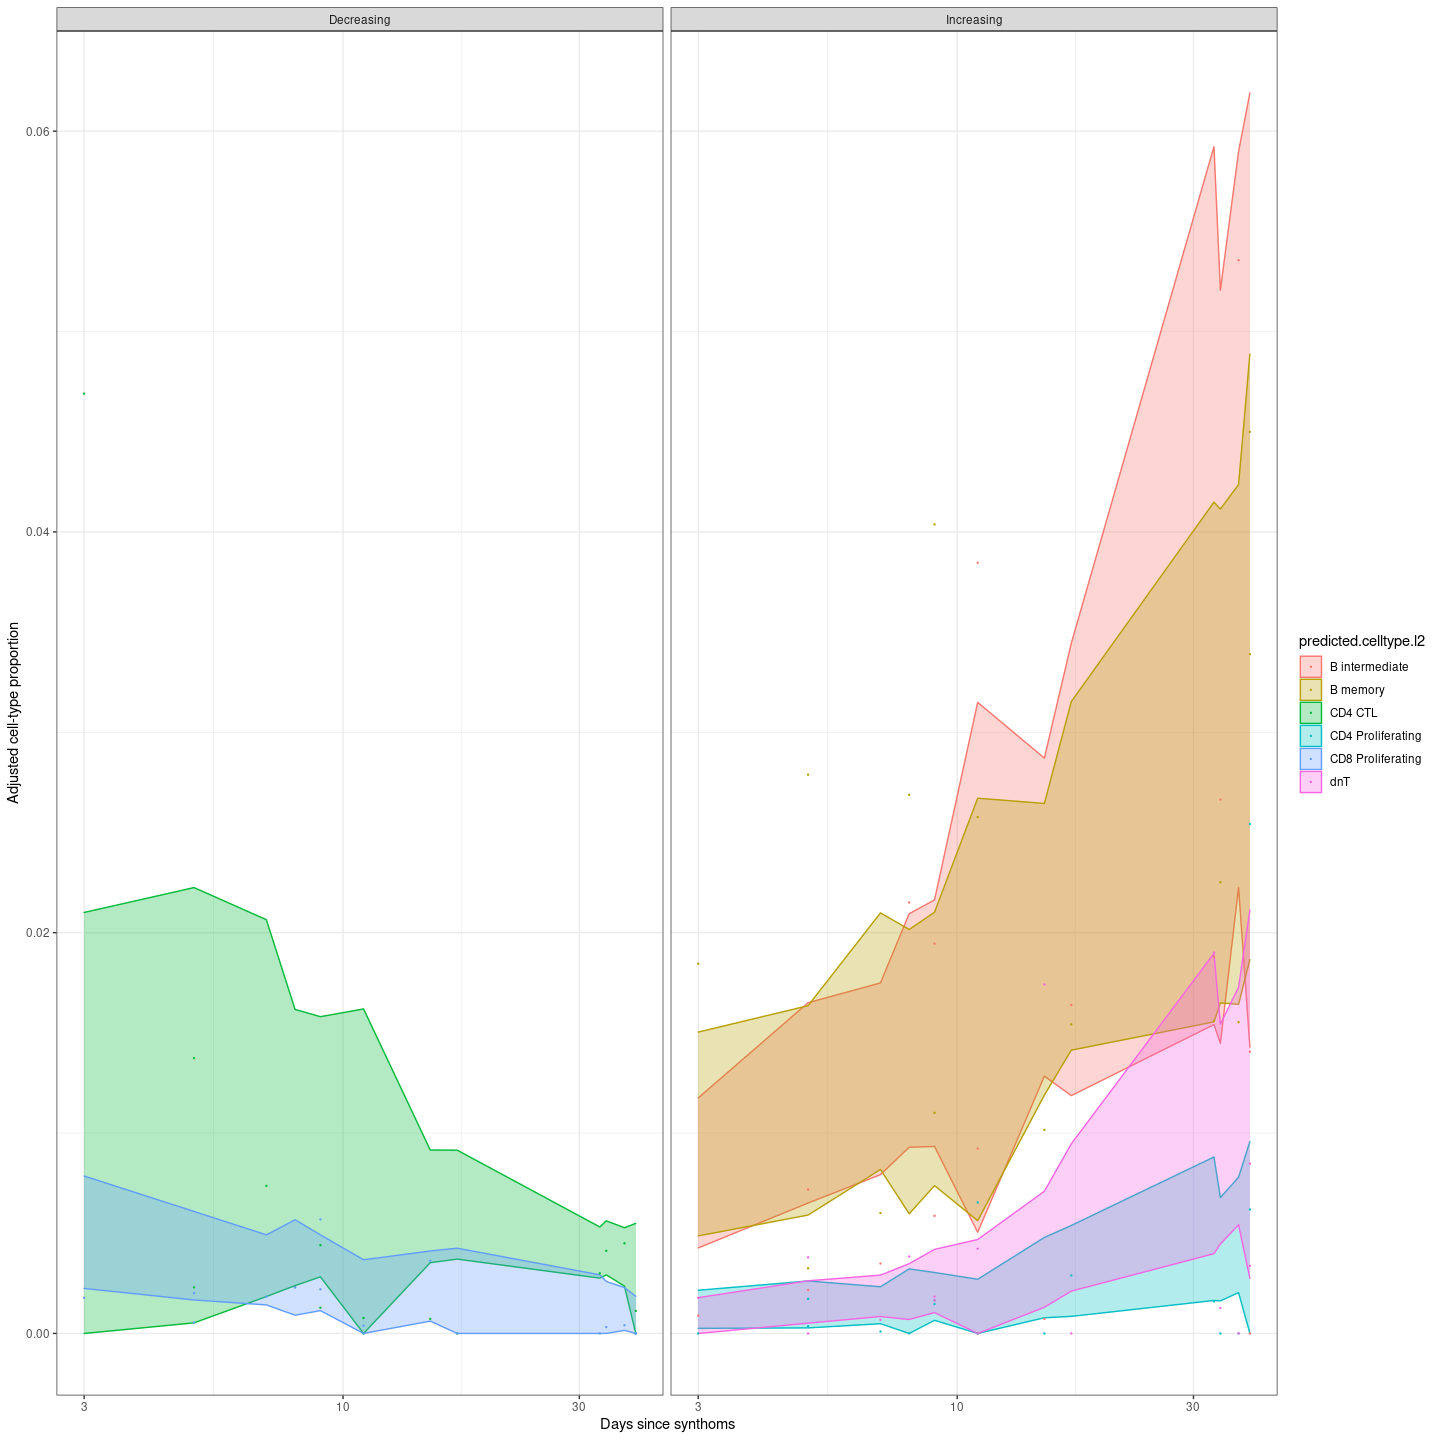 Decreasing
Increasing
0.06
0.04
0.02
0.00
Adjusted cell-type proportion
3
10
30
3
10
30
Days since synthoms
predicted.celltype.l2
B intermediate
B memory
CD4 CTL
CD4 Proliferating
CD8 Proliferating
dnT